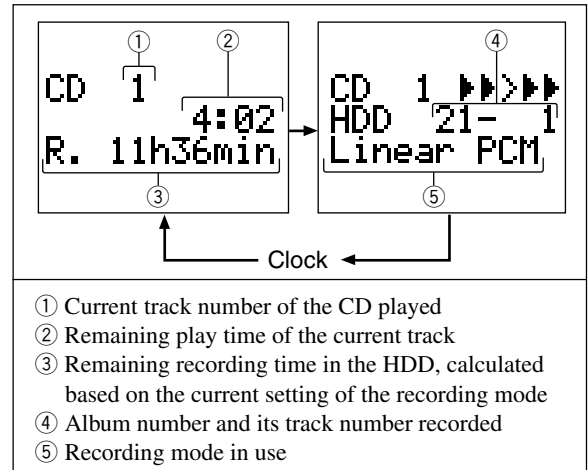 ① ② ④
CD 1
4:02
R. 11h36min
③
CD 1
HDD 21- 1
Linear PCM
⑤
Clock
① Current track number of the CD played
② Remaining play time of the current track
③ Remaining recording time in the HDD, calculated
based on the current setting of the recording mode
④ Album number and its track number recorded
⑤ Recording mode in use